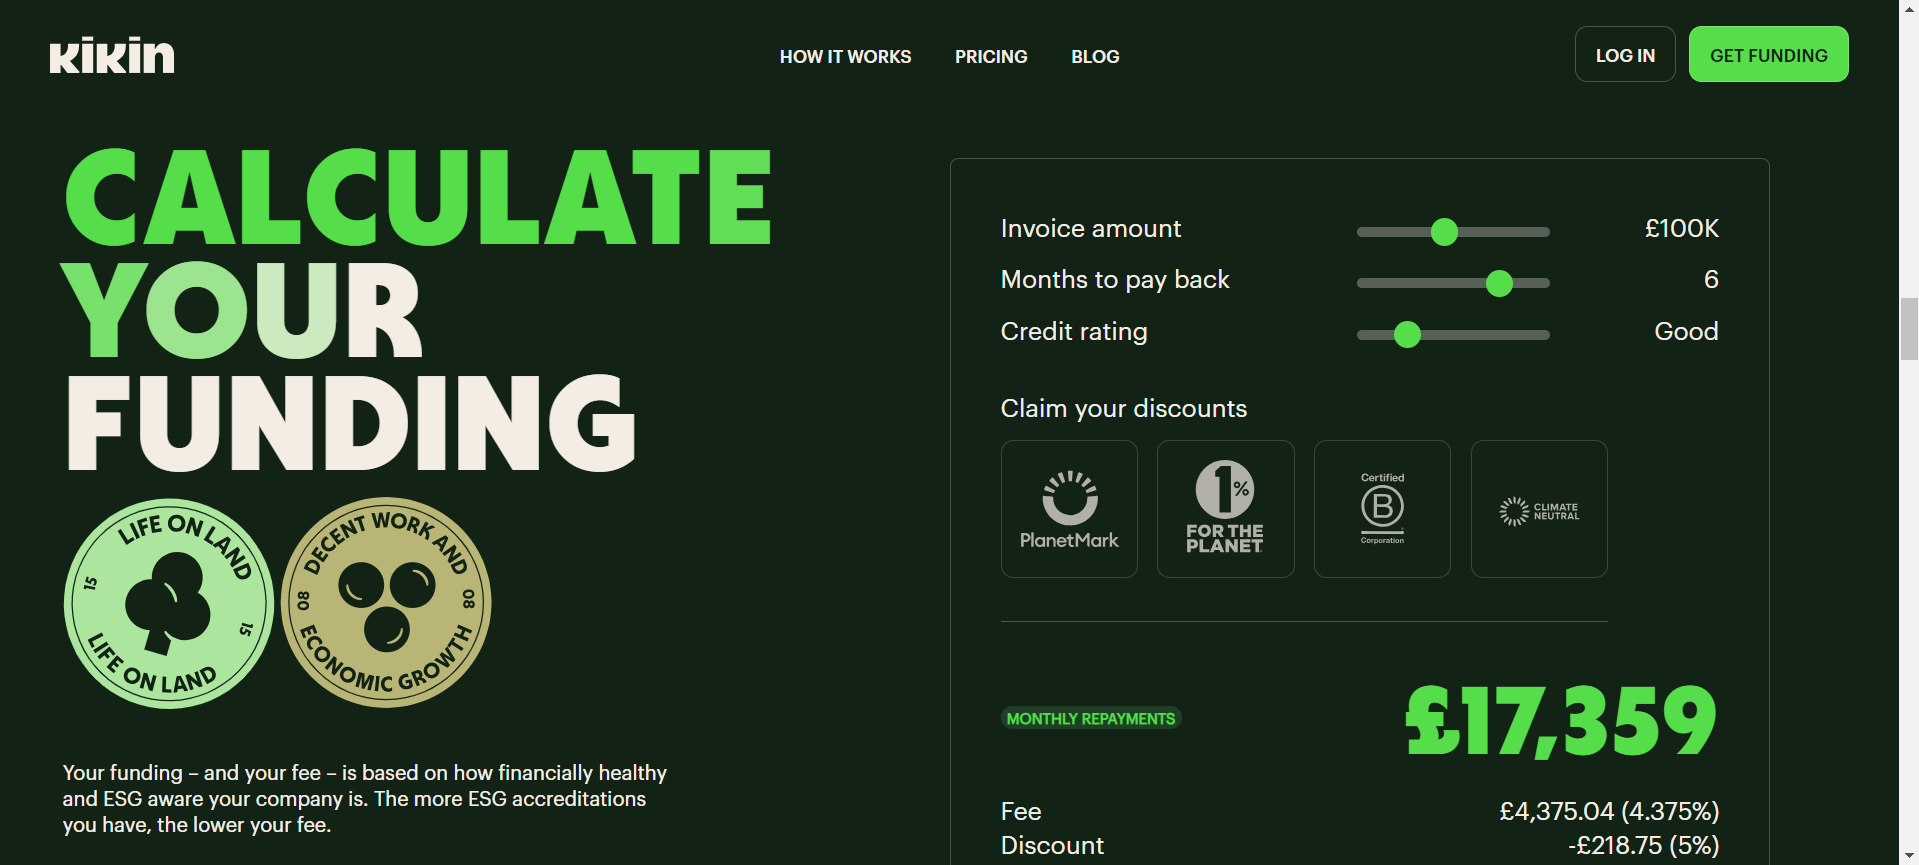 kikin
HOW IT WORKS
PRICING
BLOG
LOG IN
GET FUNDING
CALCULATE
YOUR
FUNDING
LIFE ON LAND
15
15
LIFE ON LAND
DECENT WORK AND
08
08
ECONOMIC GROWTH
Your funding – and your fee – is based on how financially healthy
and ESG aware your company is. The more ESG accreditations
you have, the lower your fee.
Invoice amount £100K
Months to pay back 6
Credit rating Good
Claim your discounts
PlanetMark
1%
FOR THE
PLANET
Certified
B
Corporation
CLIMATE
NEUTRAL
MONTHLY REPAYMENTS £17,359
Fee £4,375.04 (4.375%)
Discount -£218.75 (5%)